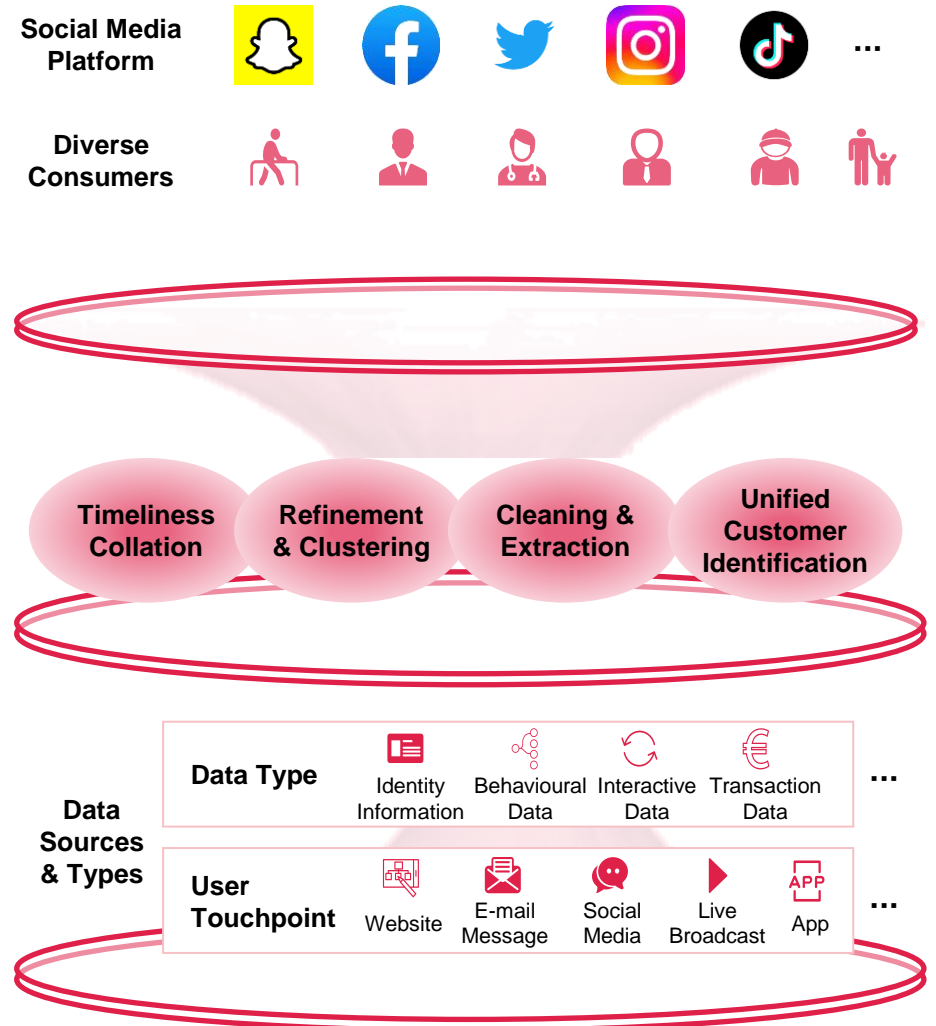 Social Media
Platform
...
Diverse
Consumers
Timeliness
Collation
Refinement
& Clustering
Cleaning &
Extraction
Unified
Customer
Identification
Data
Sources
& Types
Data Type
Identity
Information
Behavioural
Data
Interactive
Data
Transaction
Data
...
User
Touchpoint
Website
E-mail
Message
Social
Media
Live
Broadcast
APP
App
...